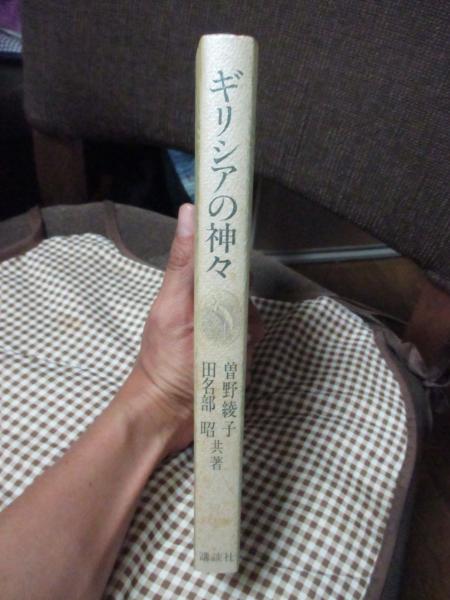 ギリシアの神々
曽野綾子
田名部 昭
共著
講談社